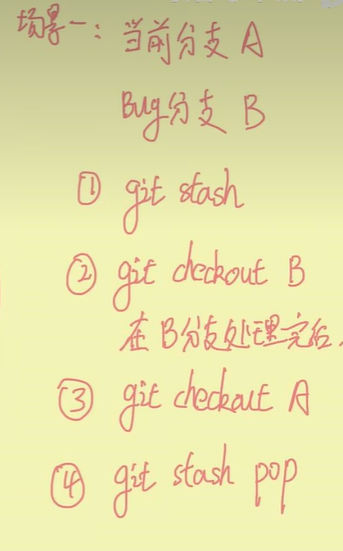 场景一：当前分支 A
Bug分支 B
① git stash
② git checkout B
在B分支处理完后.
③ git checkout A
④ git stash pop